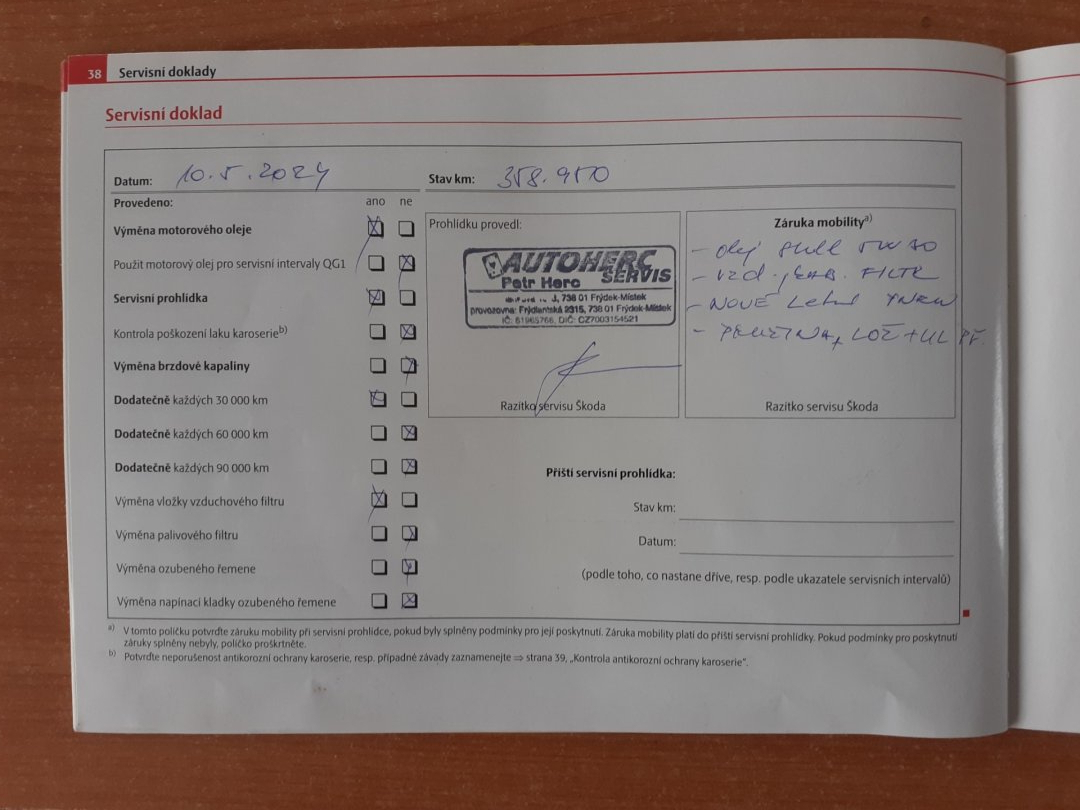 38 Servisní doklady
Servisní doklad
Datum: 10.5.2024 Stav km: 358.950
Provedeno: ano ne
Výměna motorového oleje
Použit motorový olej pro servisní intervaly QG1
Servisní prohlídka
Kontrola poškození laku karoserie b)
Výměna brzdové kapaliny
Dodatečně každých 30 000 km
Dodatečně každých 60 000 km
Dodatečně každých 90 000 km
Výměna vložky vzduchového filtru
Výměna palivového filtru
Výměna ozubeného řemene
Výměna napínací kladky ozubeného řemene
Prohlídku provedl:
AUTOHERC
SERVIS
Petr Herc
J, 738 01 Frýdek-Místek
provozovna: Frýdlantská 2315, 738 01 Frýdek-Místek
IČ: 61965766, DIČ: CZ7003154521
Razítko servisu Škoda
Záruka mobility a)
- olej
- vzd. FILTR
- NOVÉ Letní
-
Razítko servisu Škoda
Příští servisní prohlídka:
Stav km:
Datum:
(podle toho, co nastane dříve, resp. podle ukazatele servisních intervalů)
a) V tomto políčku potvrďte záruku mobility při servisní prohlídce, pokud byly splněny podmínky pro její poskytnutí. Záruka mobility platí do příští servisní prohlídky. Pokud podmínky pro poskytnutí
záruky splněny nebyly, políčko proškrtněte.
b) Potvrďte neporušenost antikorozní ochrany karoserie, resp. případné závady zaznamenejte ⇒ strana 39, „Kontrola antikorozní ochrany karoserie“.